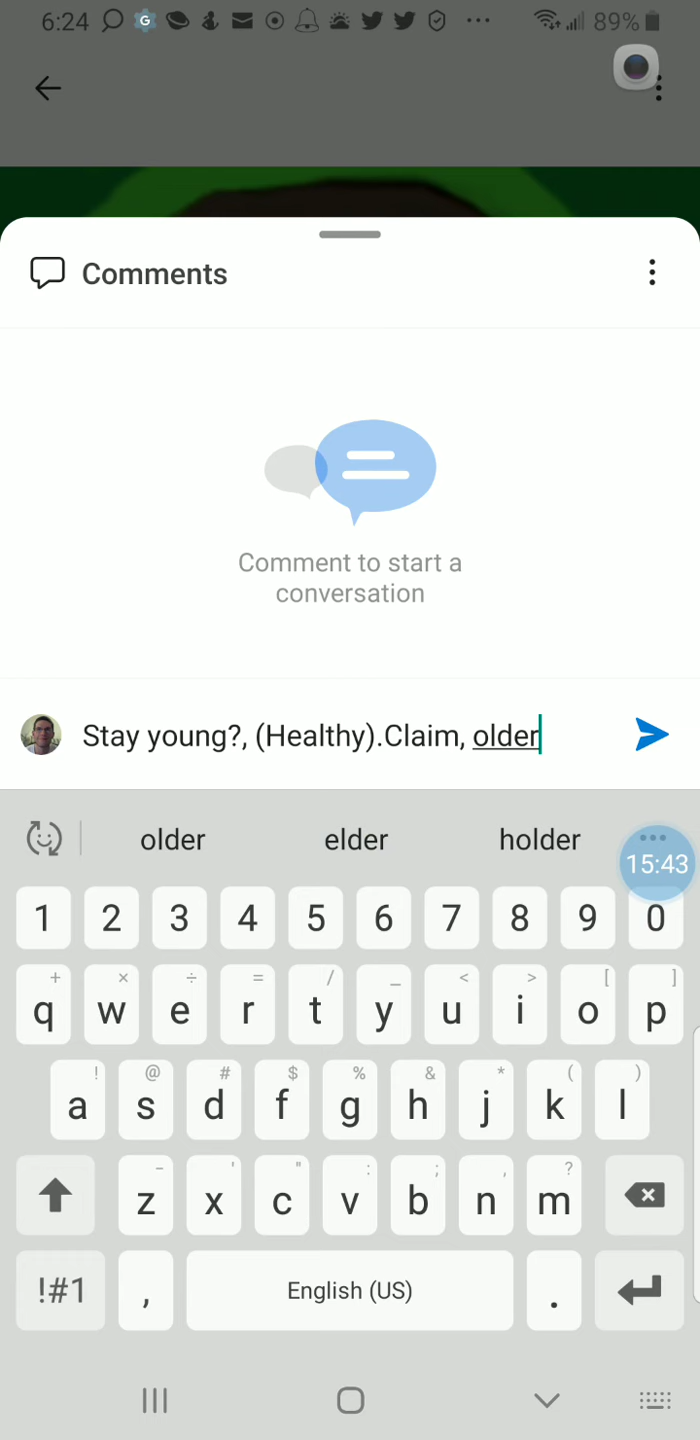 6:24 G 89%
Comments
Comment to start a
conversation
Stay young?, (Healthy).Claim, older
older elder holder
15:43
1 2 3 4 5 6 7 8 9 0
+ × ÷ = / _ < > [ ]
q w e r t y u i o p
! @ # $ % & * ( )
a s d f g h j k l
- ' " : ; , ?
z x c v b n m
!#1 , English (US) .